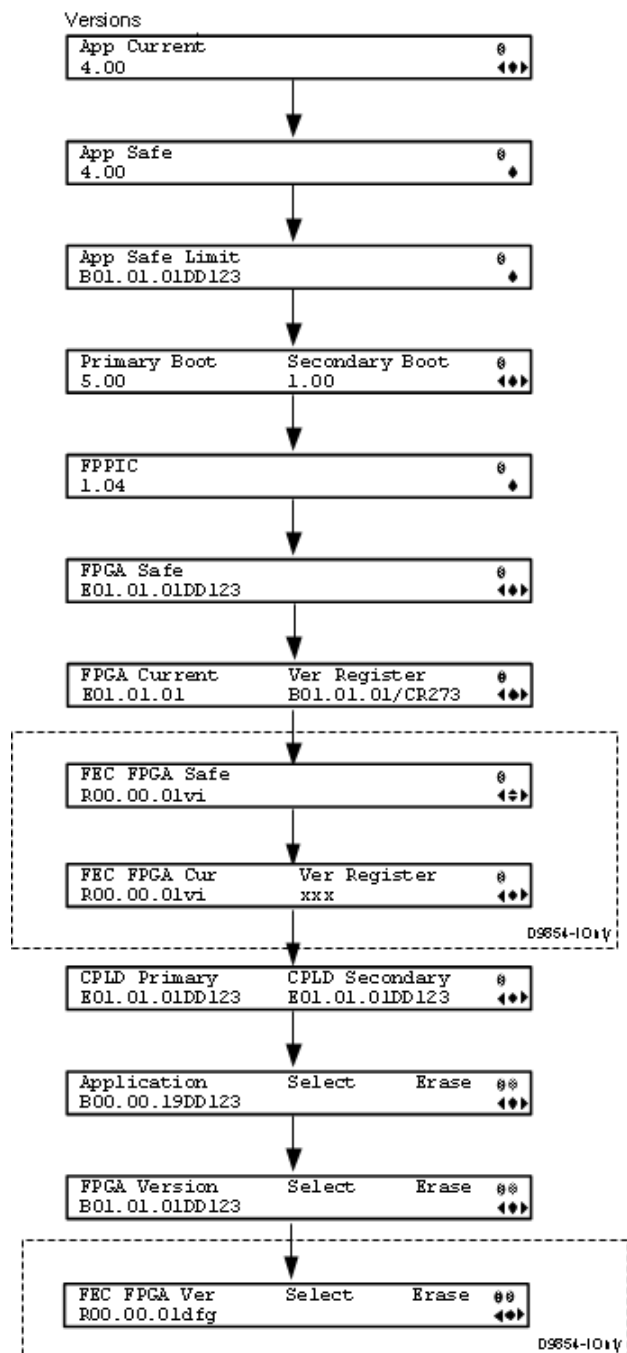 Versions
App Current
4.00
App Safe
4.00
App Safe Limit
B01.01.01DD123
Primary Boot Secondary Boot
5.00 1.00
FPPIC
1.04
FPGA Safe
E01.01.01DD123
FPGA Current Ver Register
E01.01.01 B01.01.01/CR273
FEC FPGA Safe
R00.00.01vi
FEC FPGA Cur Ver Register
R00.00.01vi xxx
D9854-I Only
CPLD Primary CPLD Secondary
E01.01.01DD123 E01.01.01DD123
Application Select Erase
B00.00.19DD123
FPGA Version Select Erase
B01.01.01DD123
FEC FPGA Ver Select Erase
R00.00.01dfg
D9854-I Only